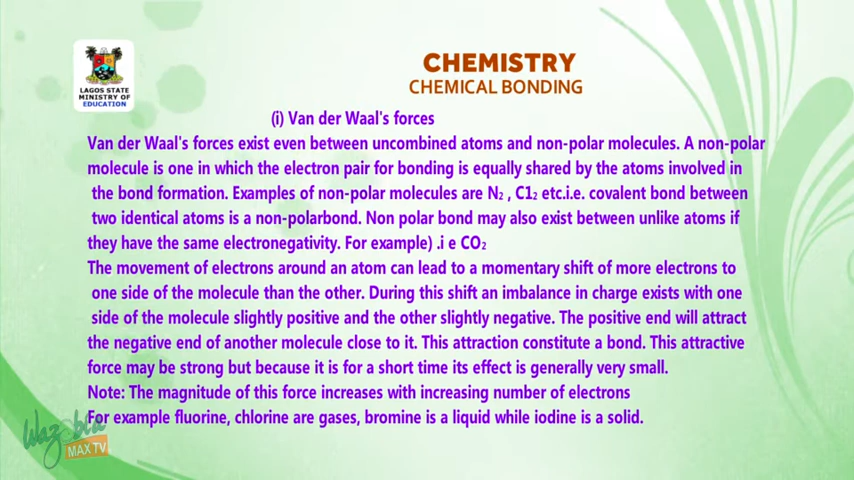 LAGOS STATE
MINISTRY OF
EDUCATION
CHEMISTRY
CHEMICAL BONDING
(i) Van der Waal's forces
Van der Waal's forces exist even between uncombined atoms and non-polar molecules. A non-polar
molecule is one in which the electron pair for bonding is equally shared by the atoms involved in
the bond formation. Examples of non-polar molecules are N₂ , C1₂ etc.i.e. covalent bond between
two identical atoms is a non-polarbond. Non polar bond may also exist between unlike atoms if
they have the same electronegativity. For example) .i e CO₂
The movement of electrons around an atom can lead to a momentary shift of more electrons to
one side of the molecule than the other. During this shift an imbalance in charge exists with one
side of the molecule slightly positive and the other slightly negative. The positive end will attract
the negative end of another molecule close to it. This attraction constitute a bond. This attractive
force may be strong but because it is for a short time its effect is generally very small.
Note: The magnitude of this force increases with increasing number of electrons
For example fluorine, chlorine are gases, bromine is a liquid while iodine is a solid.
Wazobia
MAX TV